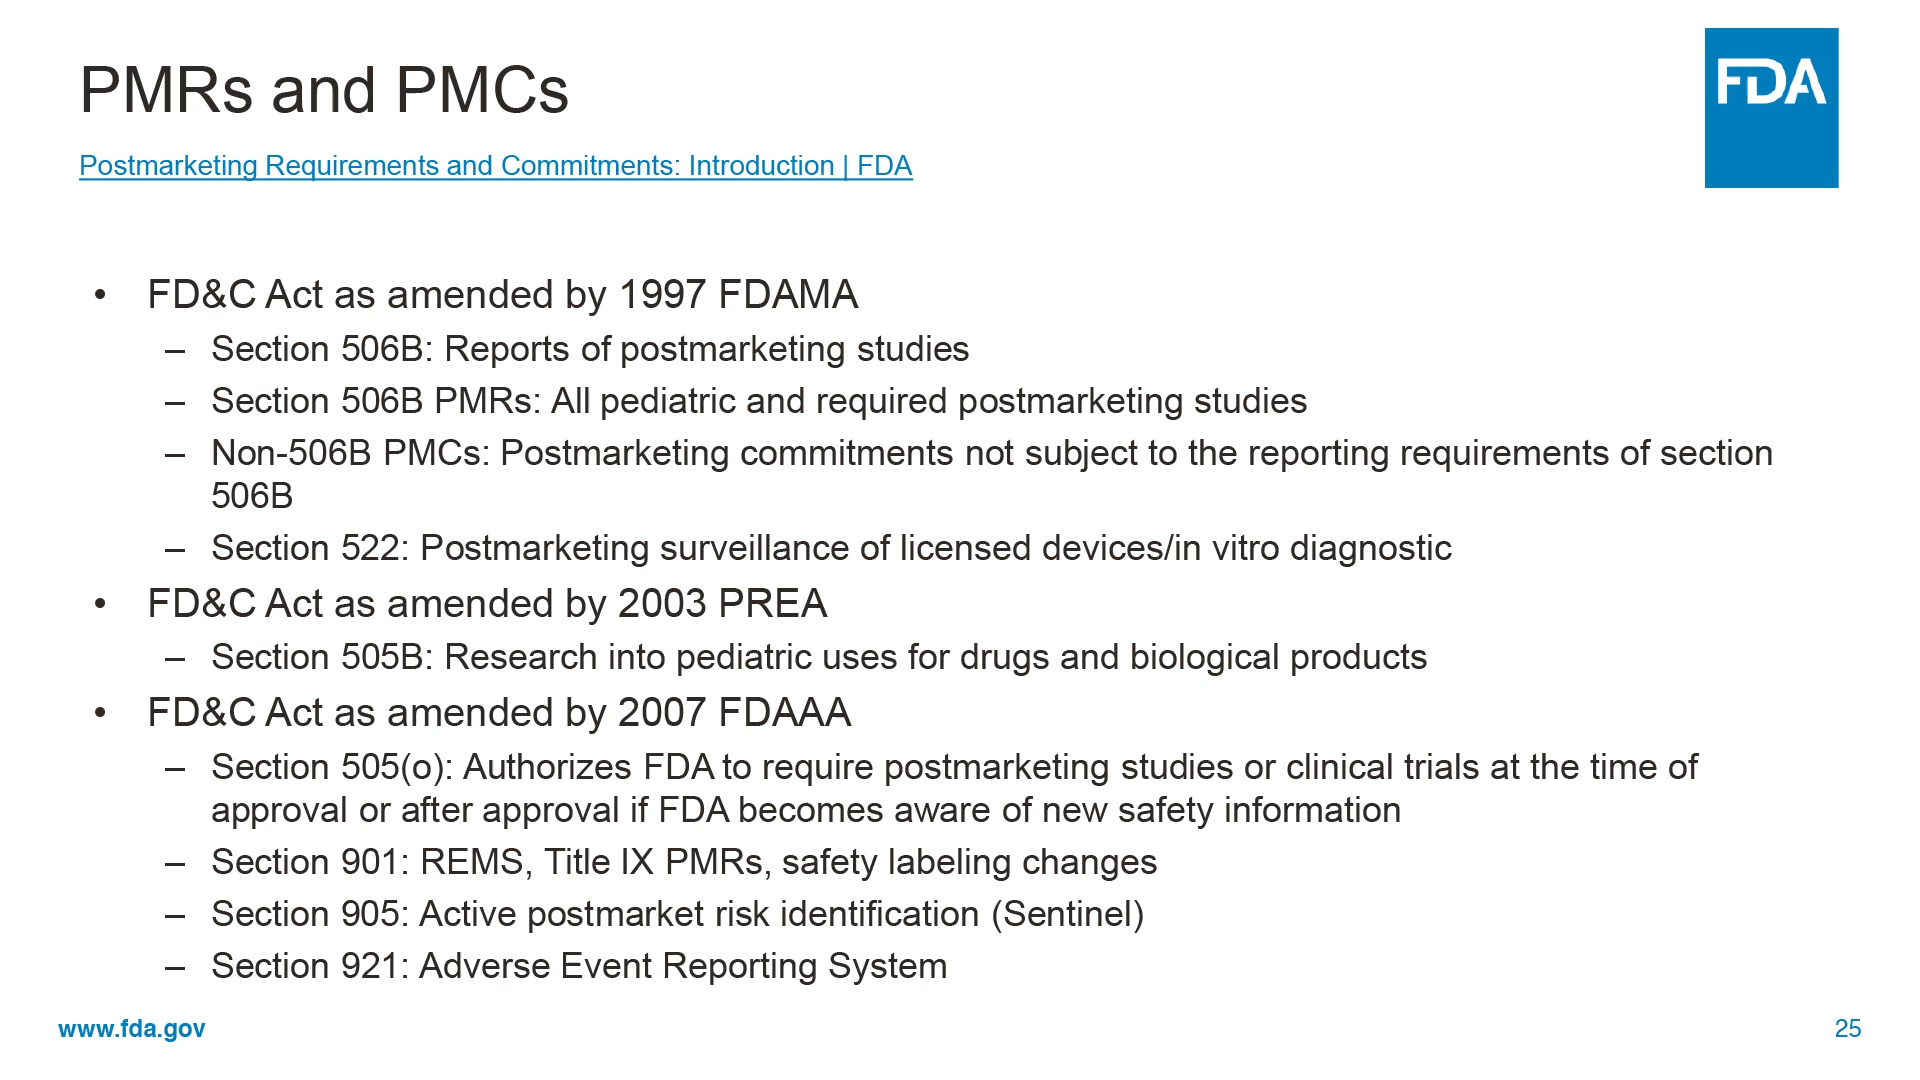 PMRs and PMCs
FDA
Postmarketing Requirements and Commitments: Introduction | FDA
• FD&C Act as amended by 1997 FDAMA
– Section 506B: Reports of postmarketing studies
– Section 506B PMRs: All pediatric and required postmarketing studies
– Non-506B PMCs: Postmarketing commitments not subject to the reporting requirements of section
506B
– Section 522: Postmarketing surveillance of licensed devices/in vitro diagnostic
• FD&C Act as amended by 2003 PREA
– Section 505B: Research into pediatric uses for drugs and biological products
• FD&C Act as amended by 2007 FDAAA
– Section 505(o): Authorizes FDA to require postmarketing studies or clinical trials at the time of
approval or after approval if FDA becomes aware of new safety information
– Section 901: REMS, Title IX PMRs, safety labeling changes
– Section 905: Active postmarket risk identification (Sentinel)
– Section 921: Adverse Event Reporting System
www.fda.gov
25